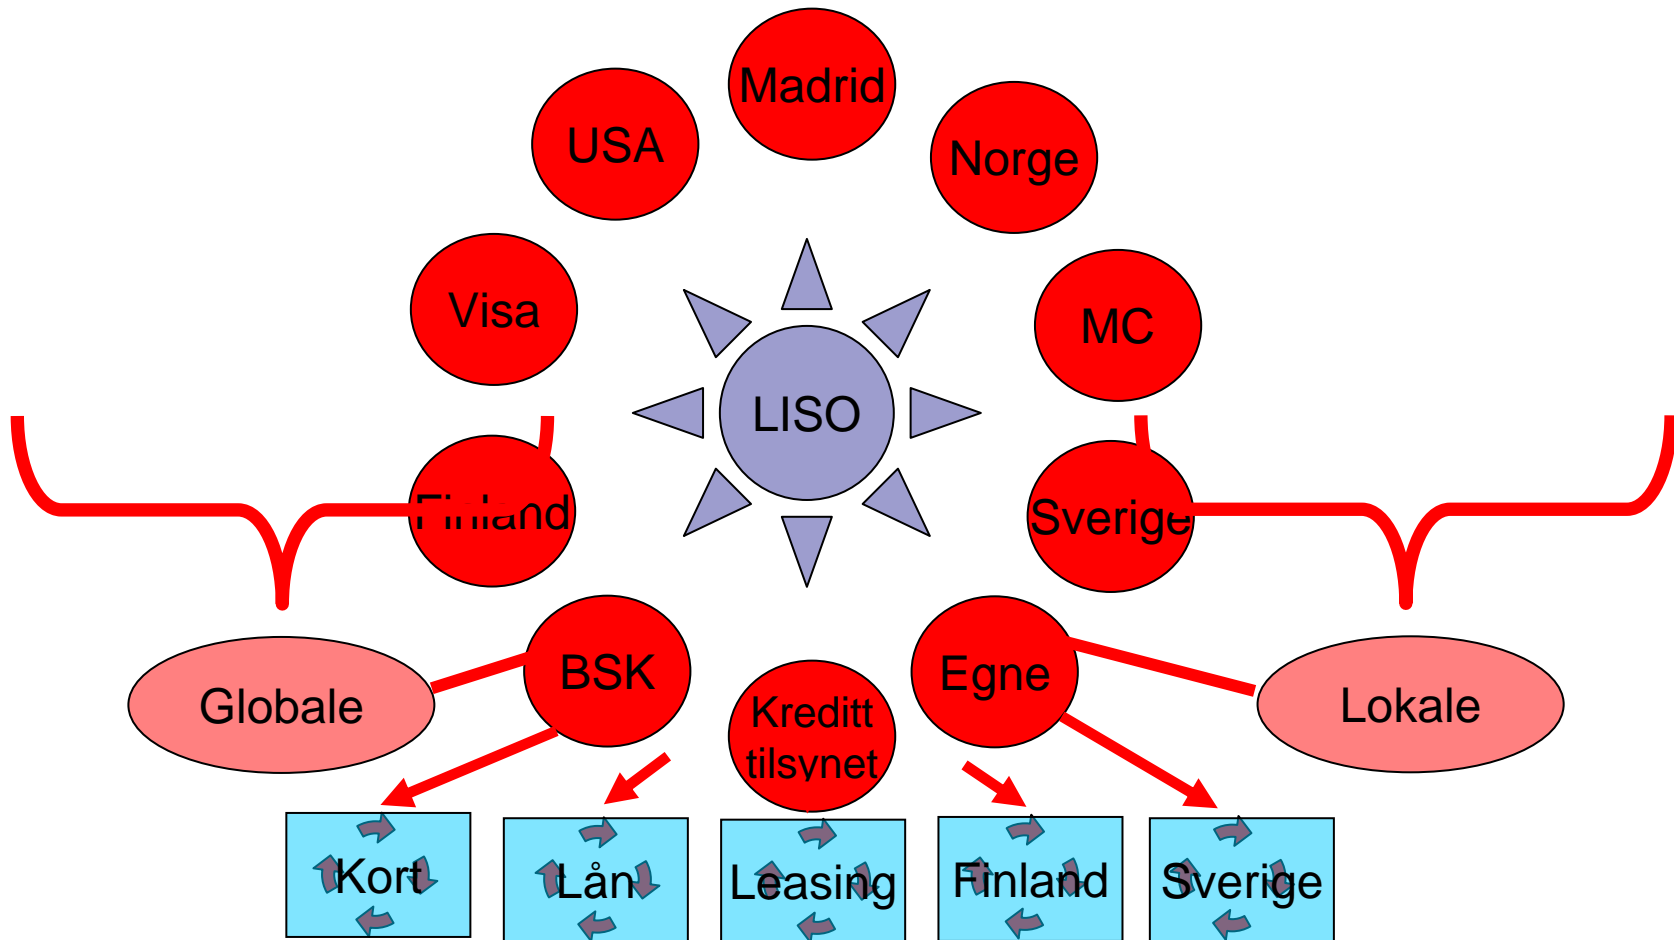 Madrid
USA
Norge
Visa
MC
LISO
Finland
Sverige
BSK
Egne
Globale
Kreditt
tilsynet
Lokale
Kort
Lån
Leasing
Finland
Sverige